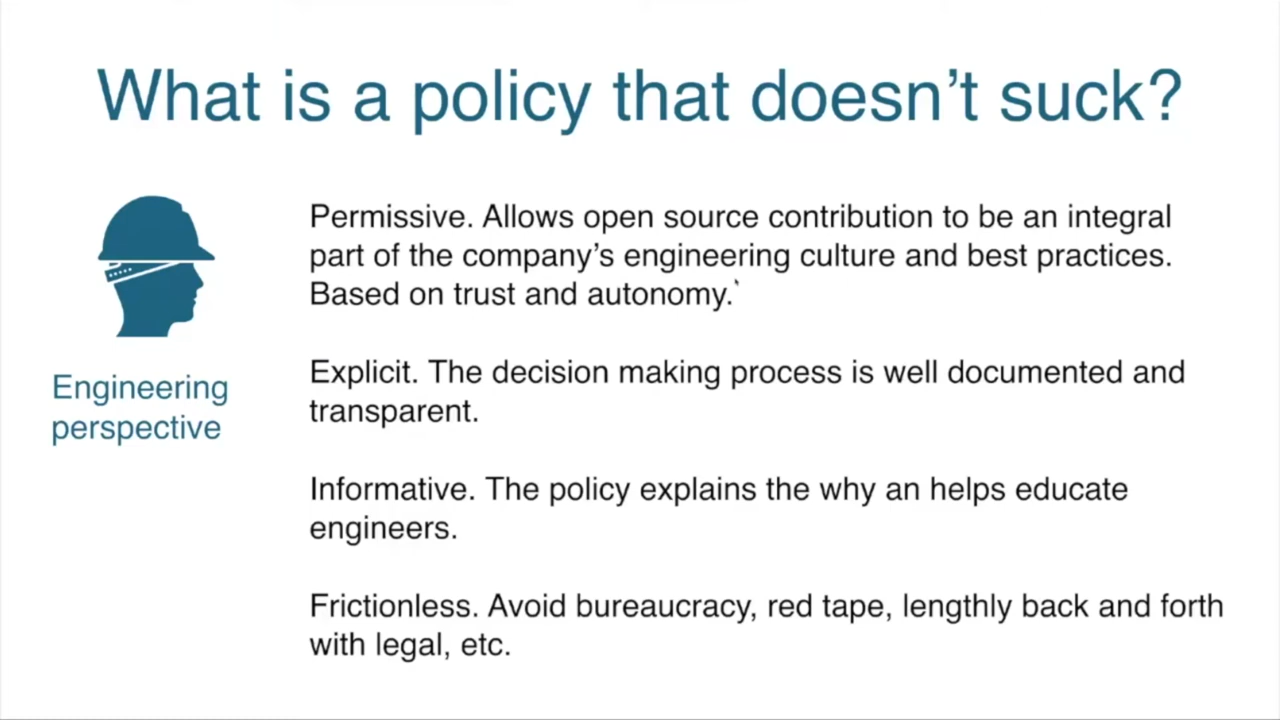 What is a policy that doesn't suck?
Engineering
perspective
Permissive. Allows open source contribution to be an integral
part of the company's engineering culture and best practices.
Based on trust and autonomy.
Explicit. The decision making process is well documented and
transparent.
Informative. The policy explains the why an helps educate
engineers.
Frictionless. Avoid bureaucracy, red tape, lengthly back and forth
with legal, etc.